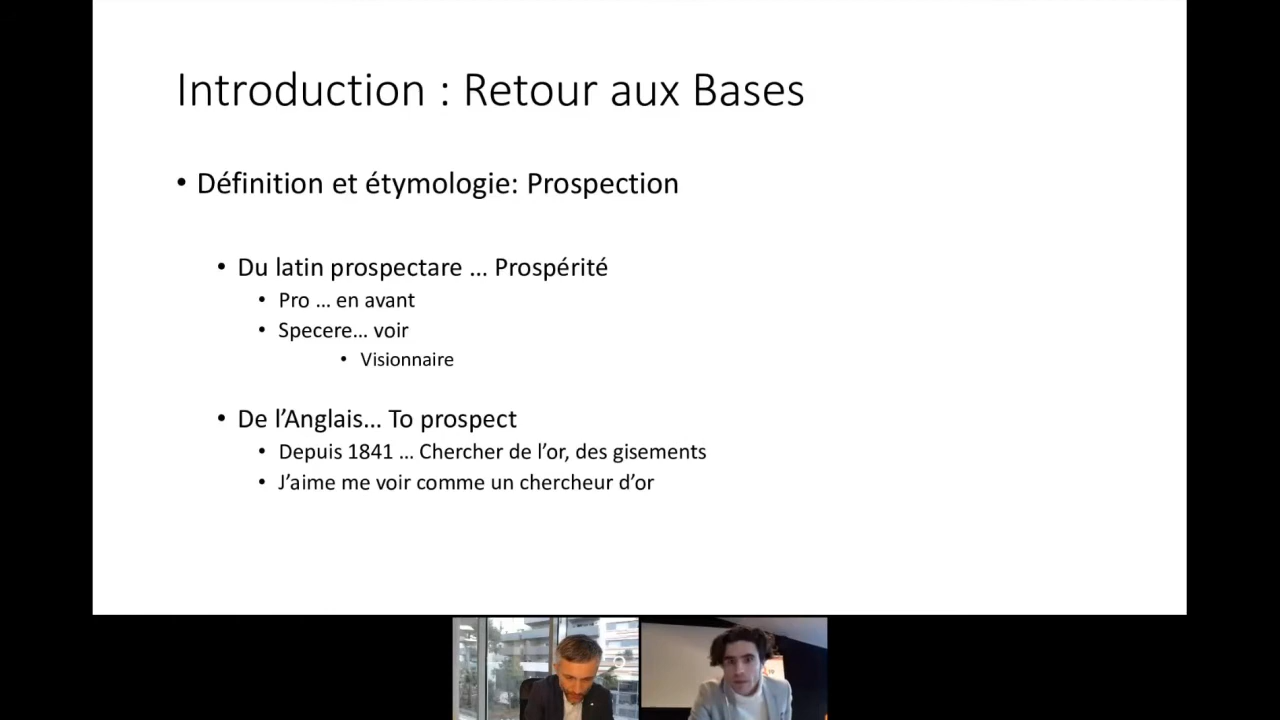 Introduction : Retour aux Bases
• Définition et étymologie: Prospection
• Du latin prospectare ... Prospérité
• Pro ... en avant
• Specere... voir
• Visionnaire
• De l’Anglais... To prospect
• Depuis 1841 ... Chercher de l’or, des gisements
• J’aime me voir comme un chercheur d’or